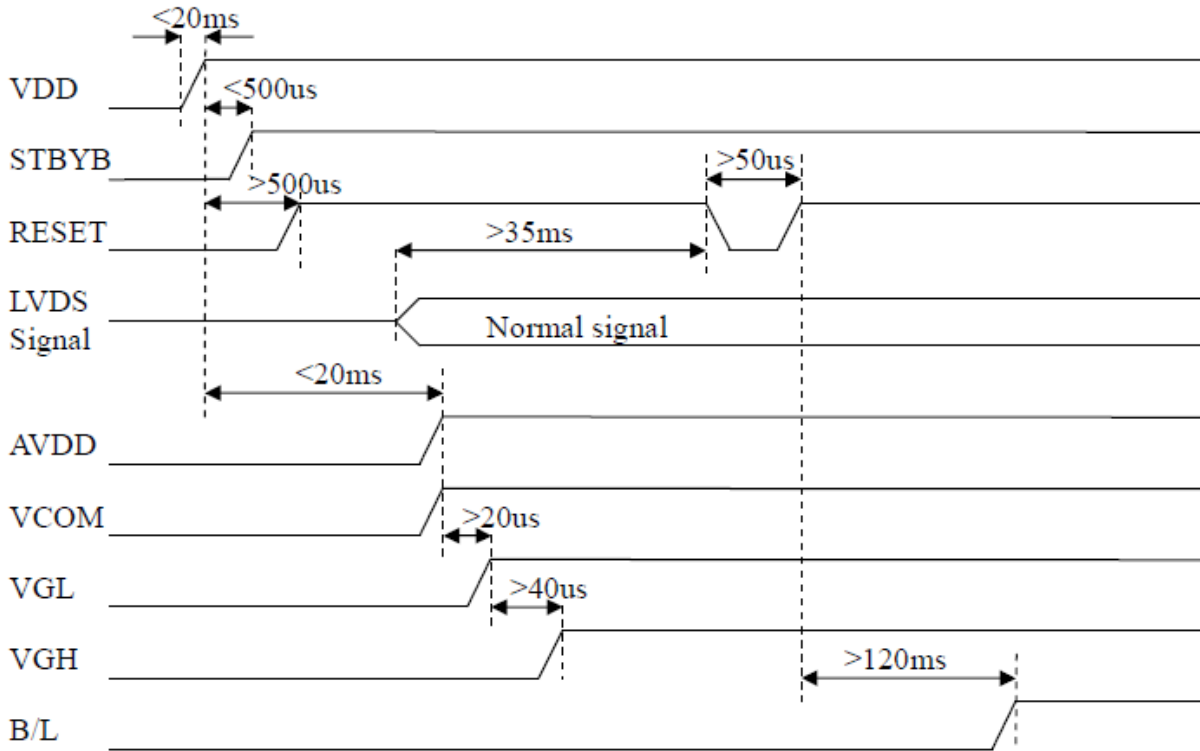 <20ms
VDD
<500us
STBYB
>500us
>50us
RESET
>35ms
LVDS
Signal
Normal signal
<20ms
AVDD
VCOM
>20us
VGL
>40us
VGH
>120ms
B/L